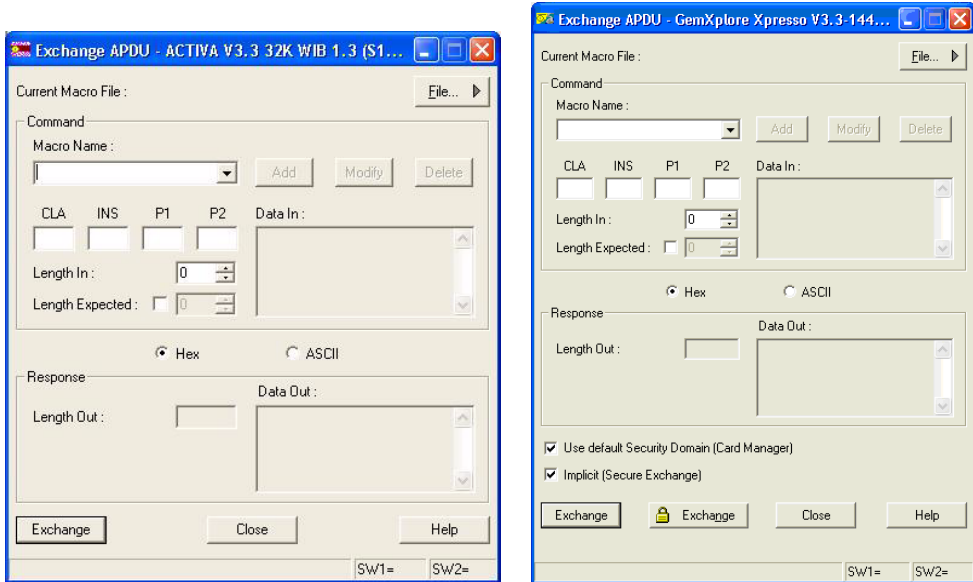 Exchange APDU - ACTIVA V3.3 32K WIB 1.3 (S1...
Current Macro File :
File...
Command
Macro Name :
Add Modify Delete
CLA INS P1 P2 Data In :
Length In : 0
Length Expected : 0
Hex ASCII
Response
Data Out :
Length Out :
Exchange Close Help
SW1= SW2=
Exchange APDU - GemXplore Xpresso V3.3-144...
Current Macro File :
File...
Command
Macro Name :
Add Modify Delete
CLA INS P1 P2 Data In :
Length In : 0
Length Expected : 0
Hex ASCII
Response
Data Out :
Length Out :
Use default Security Domain (Card Manager)
Implicit (Secure Exchange)
Exchange Exchange Close Help
SW1= SW2=